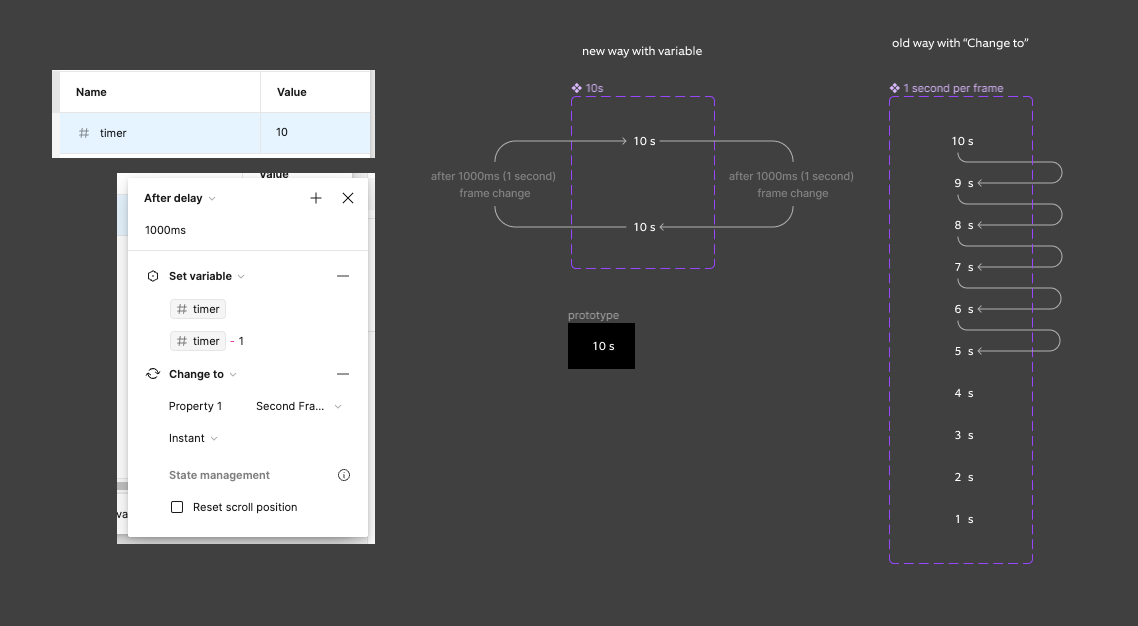 Name Value
# timer 10
value
After delay
1000ms
Set variable
# timer
# timer - 1
Change to
Property 1 Second Fra...
Instant
State management
Reset scroll position
va
new way with variable
10s
10 s
after 1000ms (1 second)
frame change
after 1000ms (1 second)
frame change
10 s
prototype
10 s
old way with “Change to”
1 second per frame
10 s
9 s
8 s
7 s
6 s
5 s
4 s
3 s
2 s
1 s